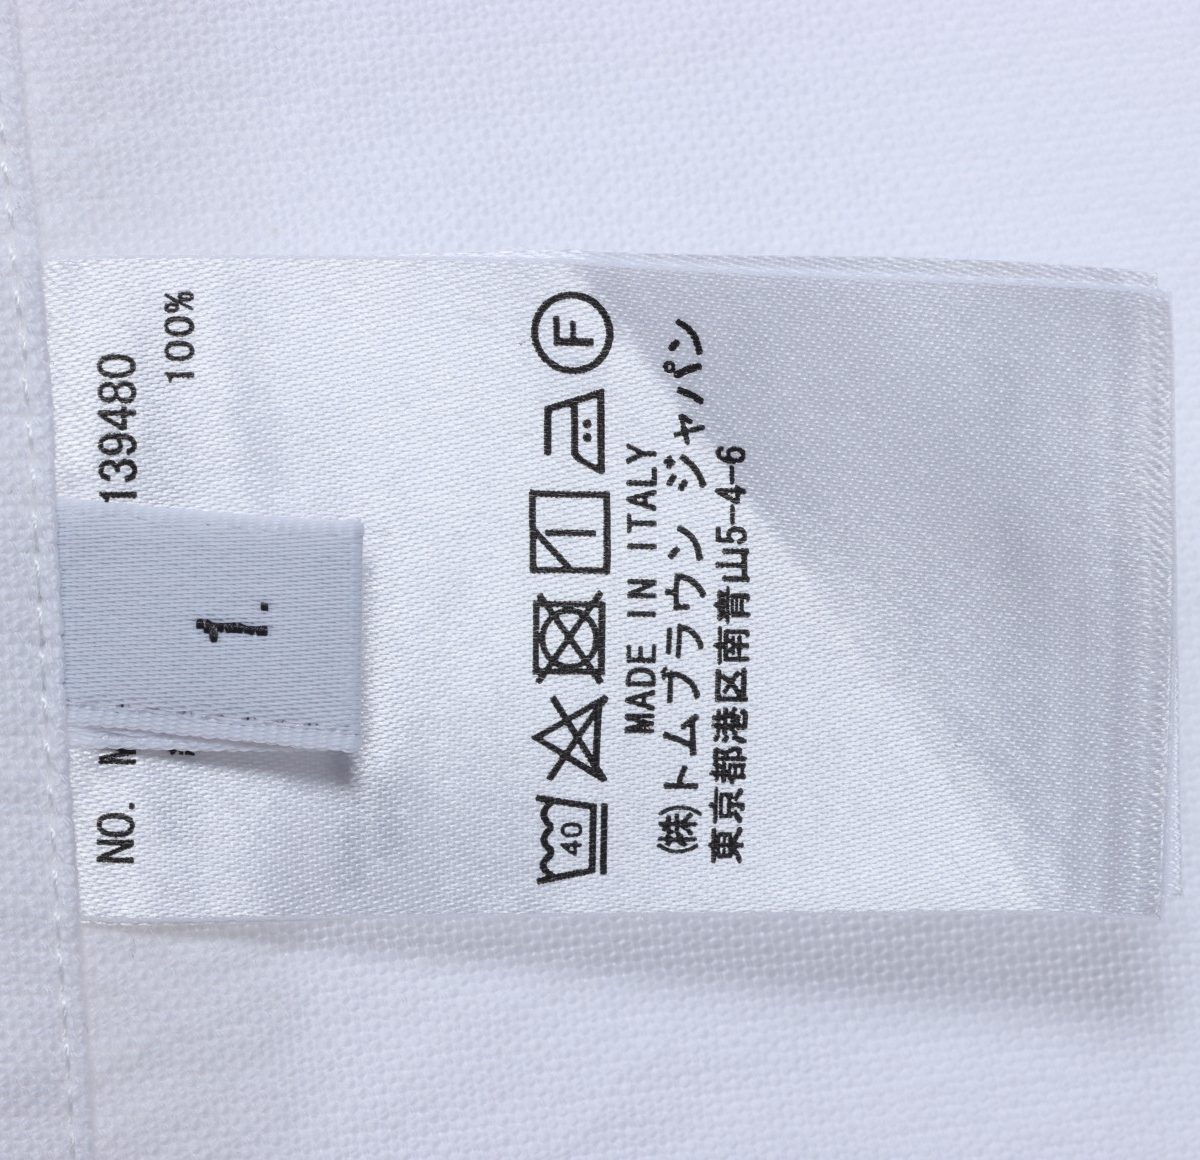 NO. M 139480
100%
1.
40
F
MADE IN ITALY
(株)トムブラウン ジャパン
東京都港区南青山5-4-6